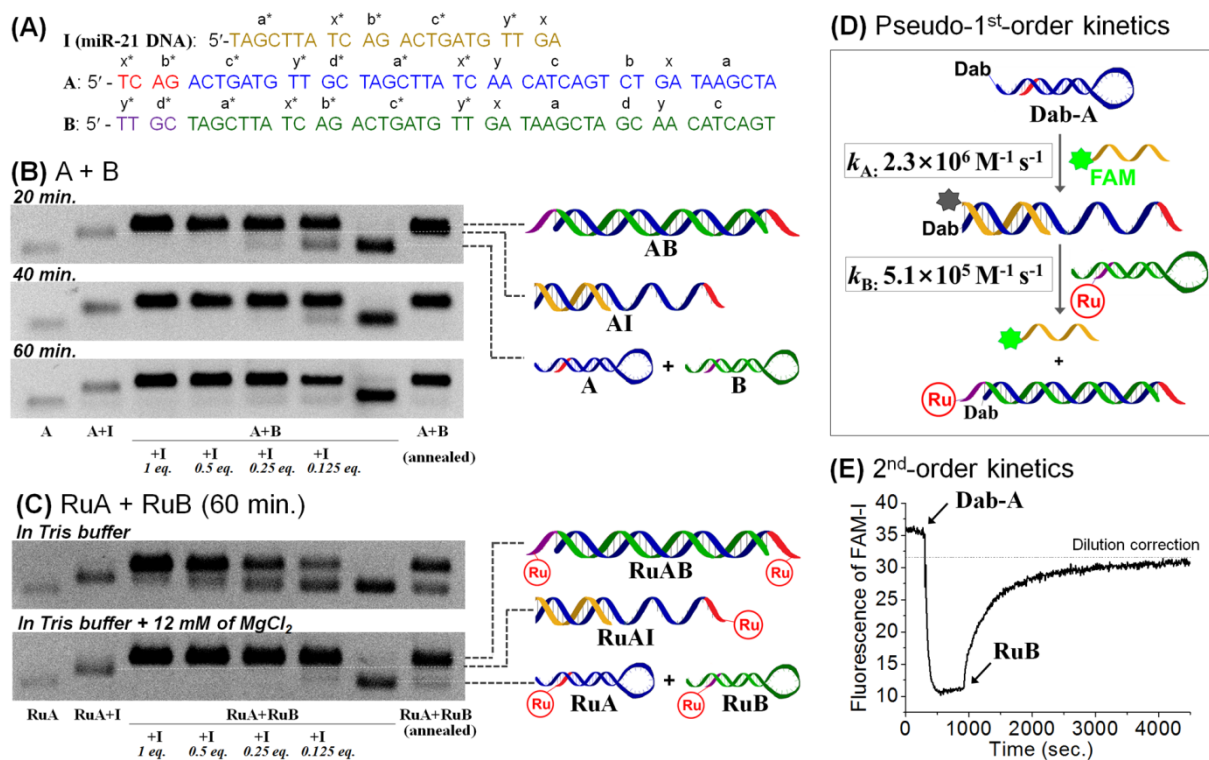 (A)
a* x* b* c* y* x
I (miR-21 DNA): 5′-TAGCTTA TC AG ACTGATG TT GA
x* b* c* y* d* a* x* y c b x a
A: 5′ - TC AG ACTGATG TT GC TAGCTTA TC AA CATCAGT CT GA TAAGCTA
y* d* a* x* b* c* y* x a d y c
B: 5′ - TT GC TAGCTTA TC AG ACTGATG TT GA TAAGCTA GC AA CATCAGT
(B) A + B
20 min.
40 min.
60 min.
A A+I A+B A+B
+I +I +I +I (annealed)
1 eq. 0.5 eq. 0.25 eq. 0.125 eq.
AB
AI
A + B
(C) RuA + RuB (60 min.)
In Tris buffer
In Tris buffer + 12 mM of MgCl2
RuA RuA+I RuA+RuB RuA+RuB
+I +I +I +I (annealed)
1 eq. 0.5 eq. 0.25 eq. 0.125 eq.
Ru Ru
RuAB
RuAI Ru
Ru Ru
RuA + RuB
(D) Pseudo-1st-order kinetics
Dab
Dab-A
kA: 2.3×10⁶ M⁻¹ s⁻¹
FAM
Dab
kB: 5.1×10⁵ M⁻¹ s⁻¹
Ru
+
Ru Dab
(E) 2nd-order kinetics
Fluorescence of FAM-I
40
35
30
25
20
15
10
Dab-A
Dilution correction
RuB
0 1000 2000 3000 4000
Time (sec.)